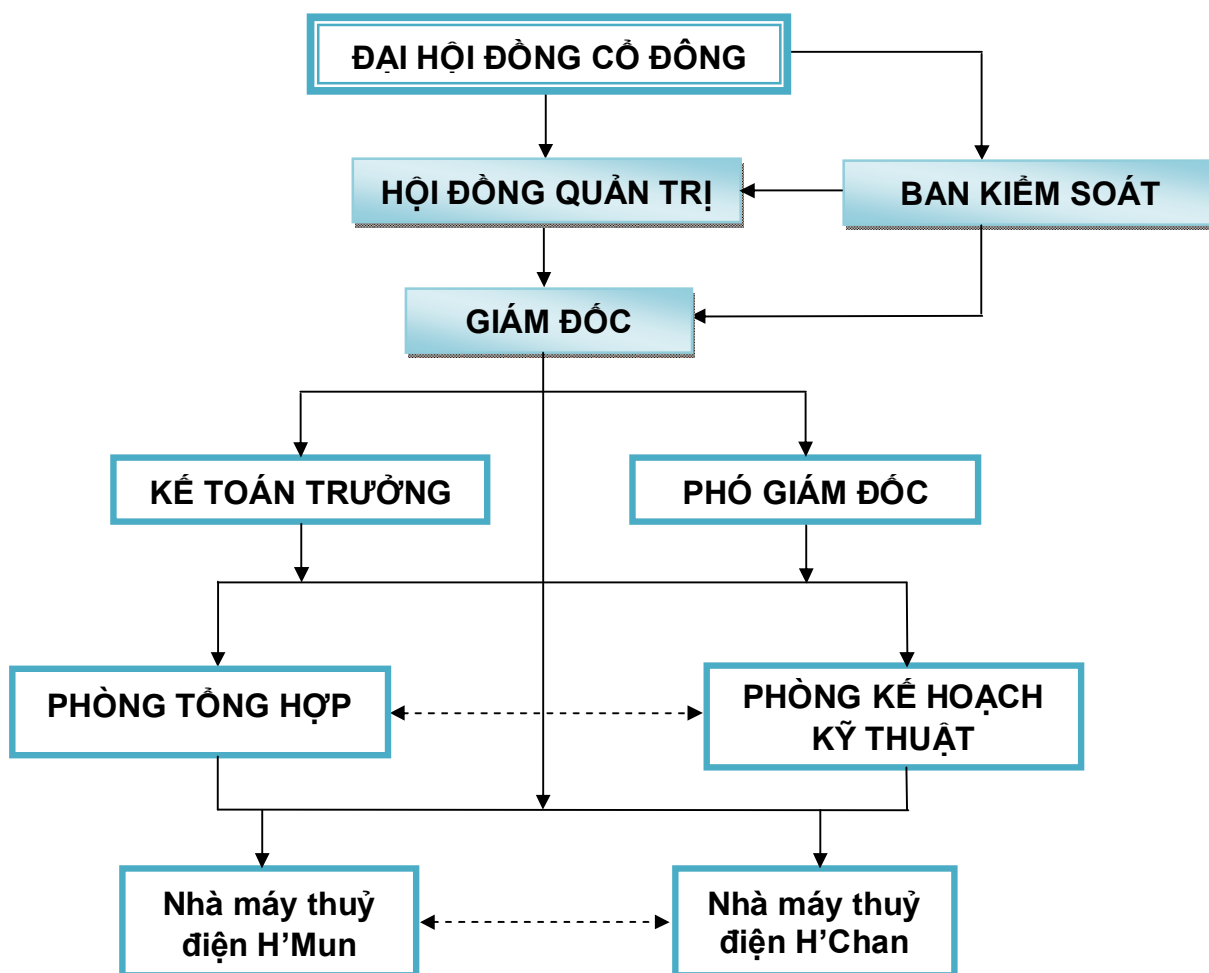 ĐẠI HỘI ĐỒNG CỔ ĐÔNG
HỘI ĐỒNG QUẢN TRỊ
BAN KIỂM SOÁT
GIÁM ĐỐC
KẾ TOÁN TRƯỞNG
PHÓ GIÁM ĐỐC
PHÒNG TỔNG HỢP
PHÒNG KẾ HOẠCH
KỸ THUẬT
Nhà máy thuỷ
điện H’Mun
Nhà máy thuỷ
điện H’Chan